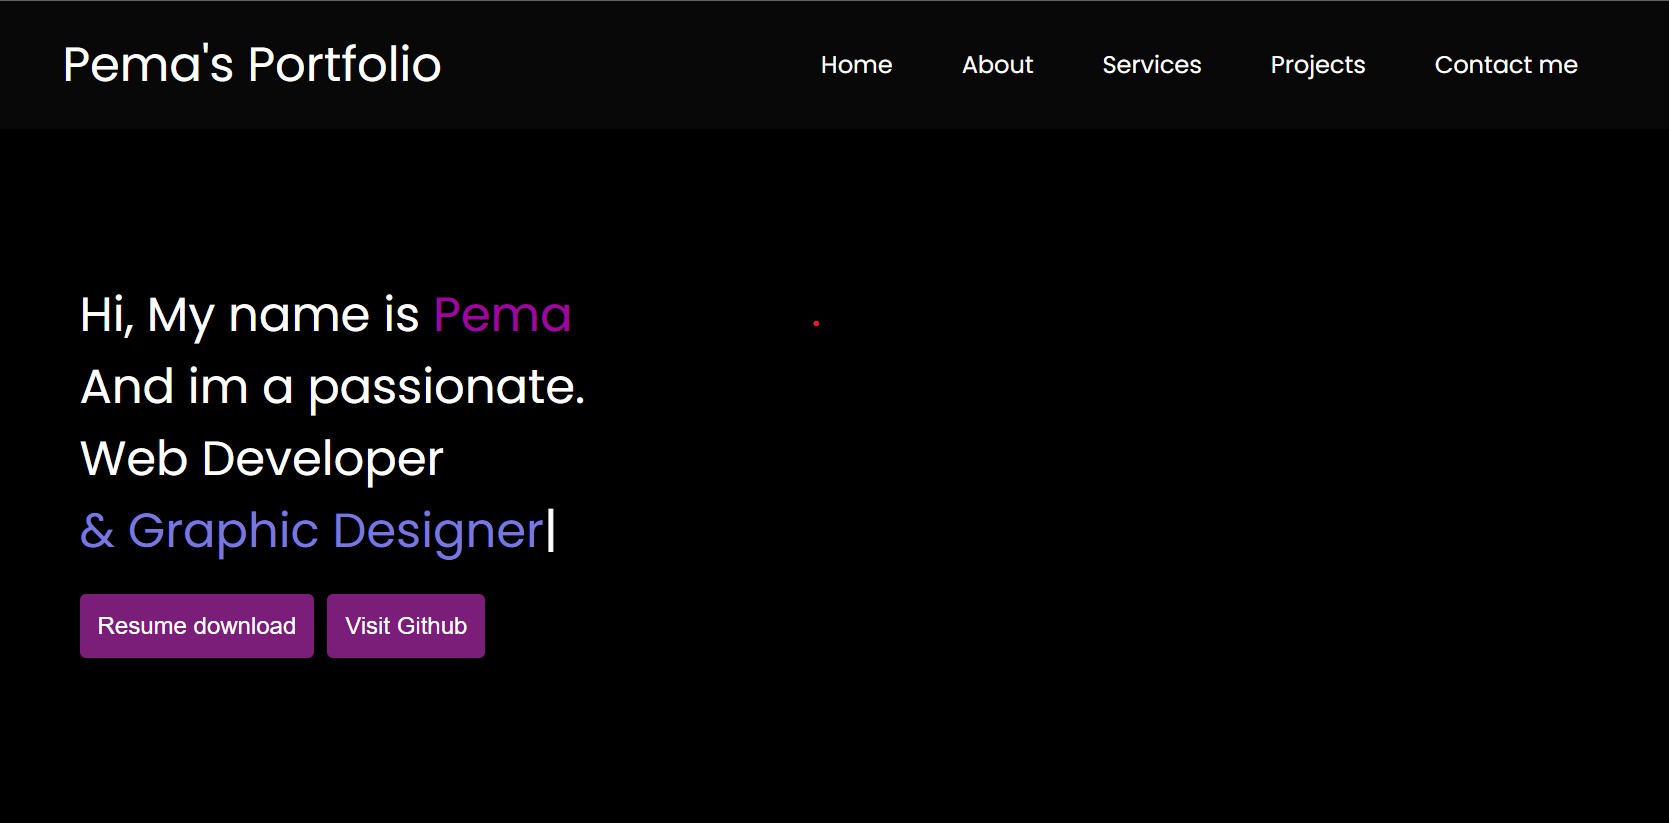 Pema's Portfolio
Home About Services Projects Contact me
Hi, My name is Pema
And im a passionate.
Web Developer
& Graphic Designer|
Resume download Visit Github